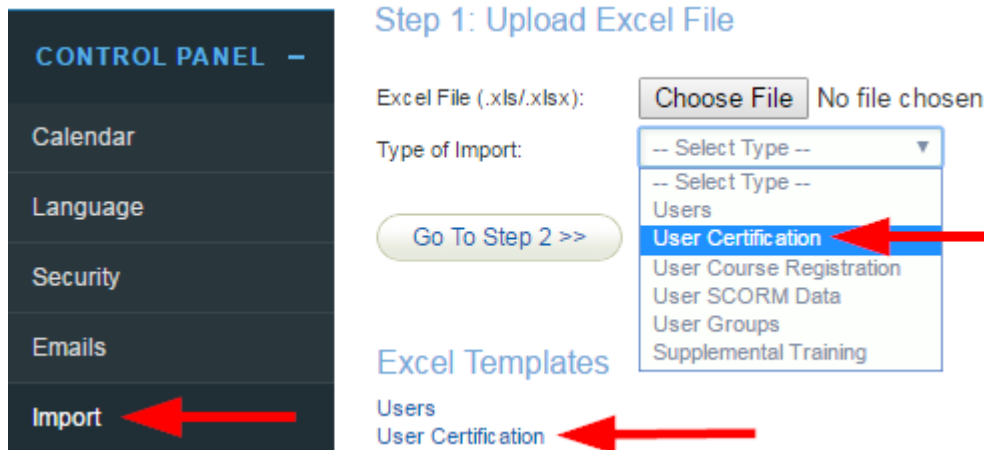 CONTROL PANEL –
Calendar
Language
Security
Emails
Import
Step 1: Upload Excel File
Excel File (.xls/.xlsx): Choose File No file chosen
Type of Import: -- Select Type --
-- Select Type --
Users
User Certification
User Course Registration
User SCORM Data
User Groups
Supplemental Training
Go To Step 2 >>
Excel Templates
Users
User Certification